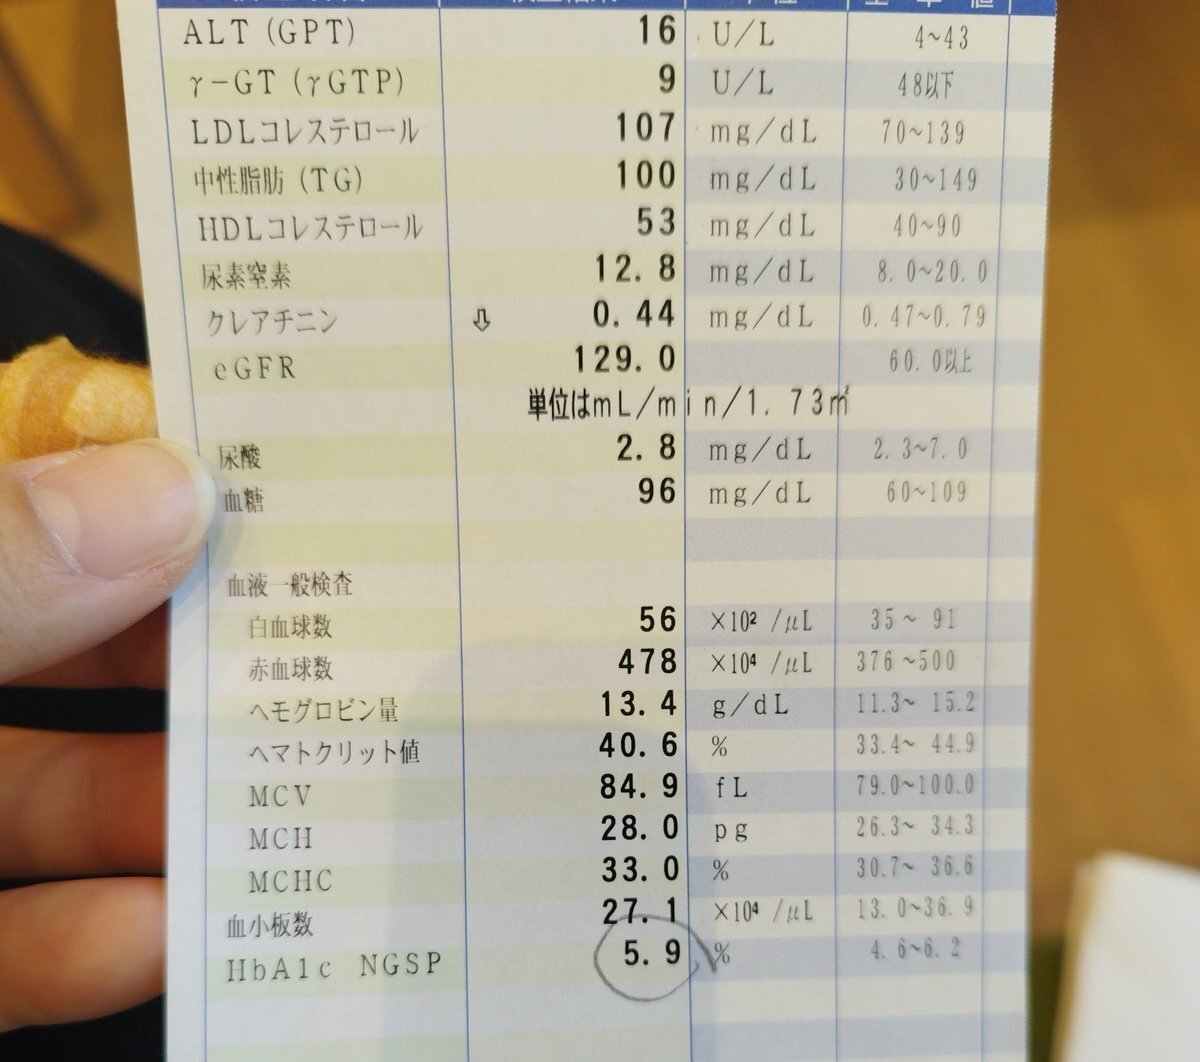 ALT (GPT) 16 U/L 4~43
γ-GT (γGTP) 9 U/L 48以下
LDLコレステロール 107 mg/dL 70~139
中性脂肪 (TG) 100 mg/dL 30~149
HDLコレステロール 53 mg/dL 40~90
尿素窒素 12.8 mg/dL 8.0~20.0
クレアチニン ⇩ 0.44 mg/dL 0.47~0.79
eGFR 129.0 60.0以上
単位はmL/min/1.73㎡
尿酸 2.8 mg/dL 2.3~7.0
血糖 96 mg/dL 60~109
血液一般検査
白血球数 56 ×10² /μL 35~ 91
赤血球数 478 ×10⁴ /μL 376 ~500
ヘモグロビン量 13.4 g/dL 11.3~ 15.2
ヘマトクリット値 40.6 % 33.4~ 44.9
MCV 84.9 fL 79.0~100.0
MCH 28.0 pg 26.3~ 34.3
MCHC 33.0 % 30.7~ 36.6
血小板数 27.1 ×10⁴ /μL 13.0~36.9
HbA1c NGSP 5.9 % 4.6~6.2